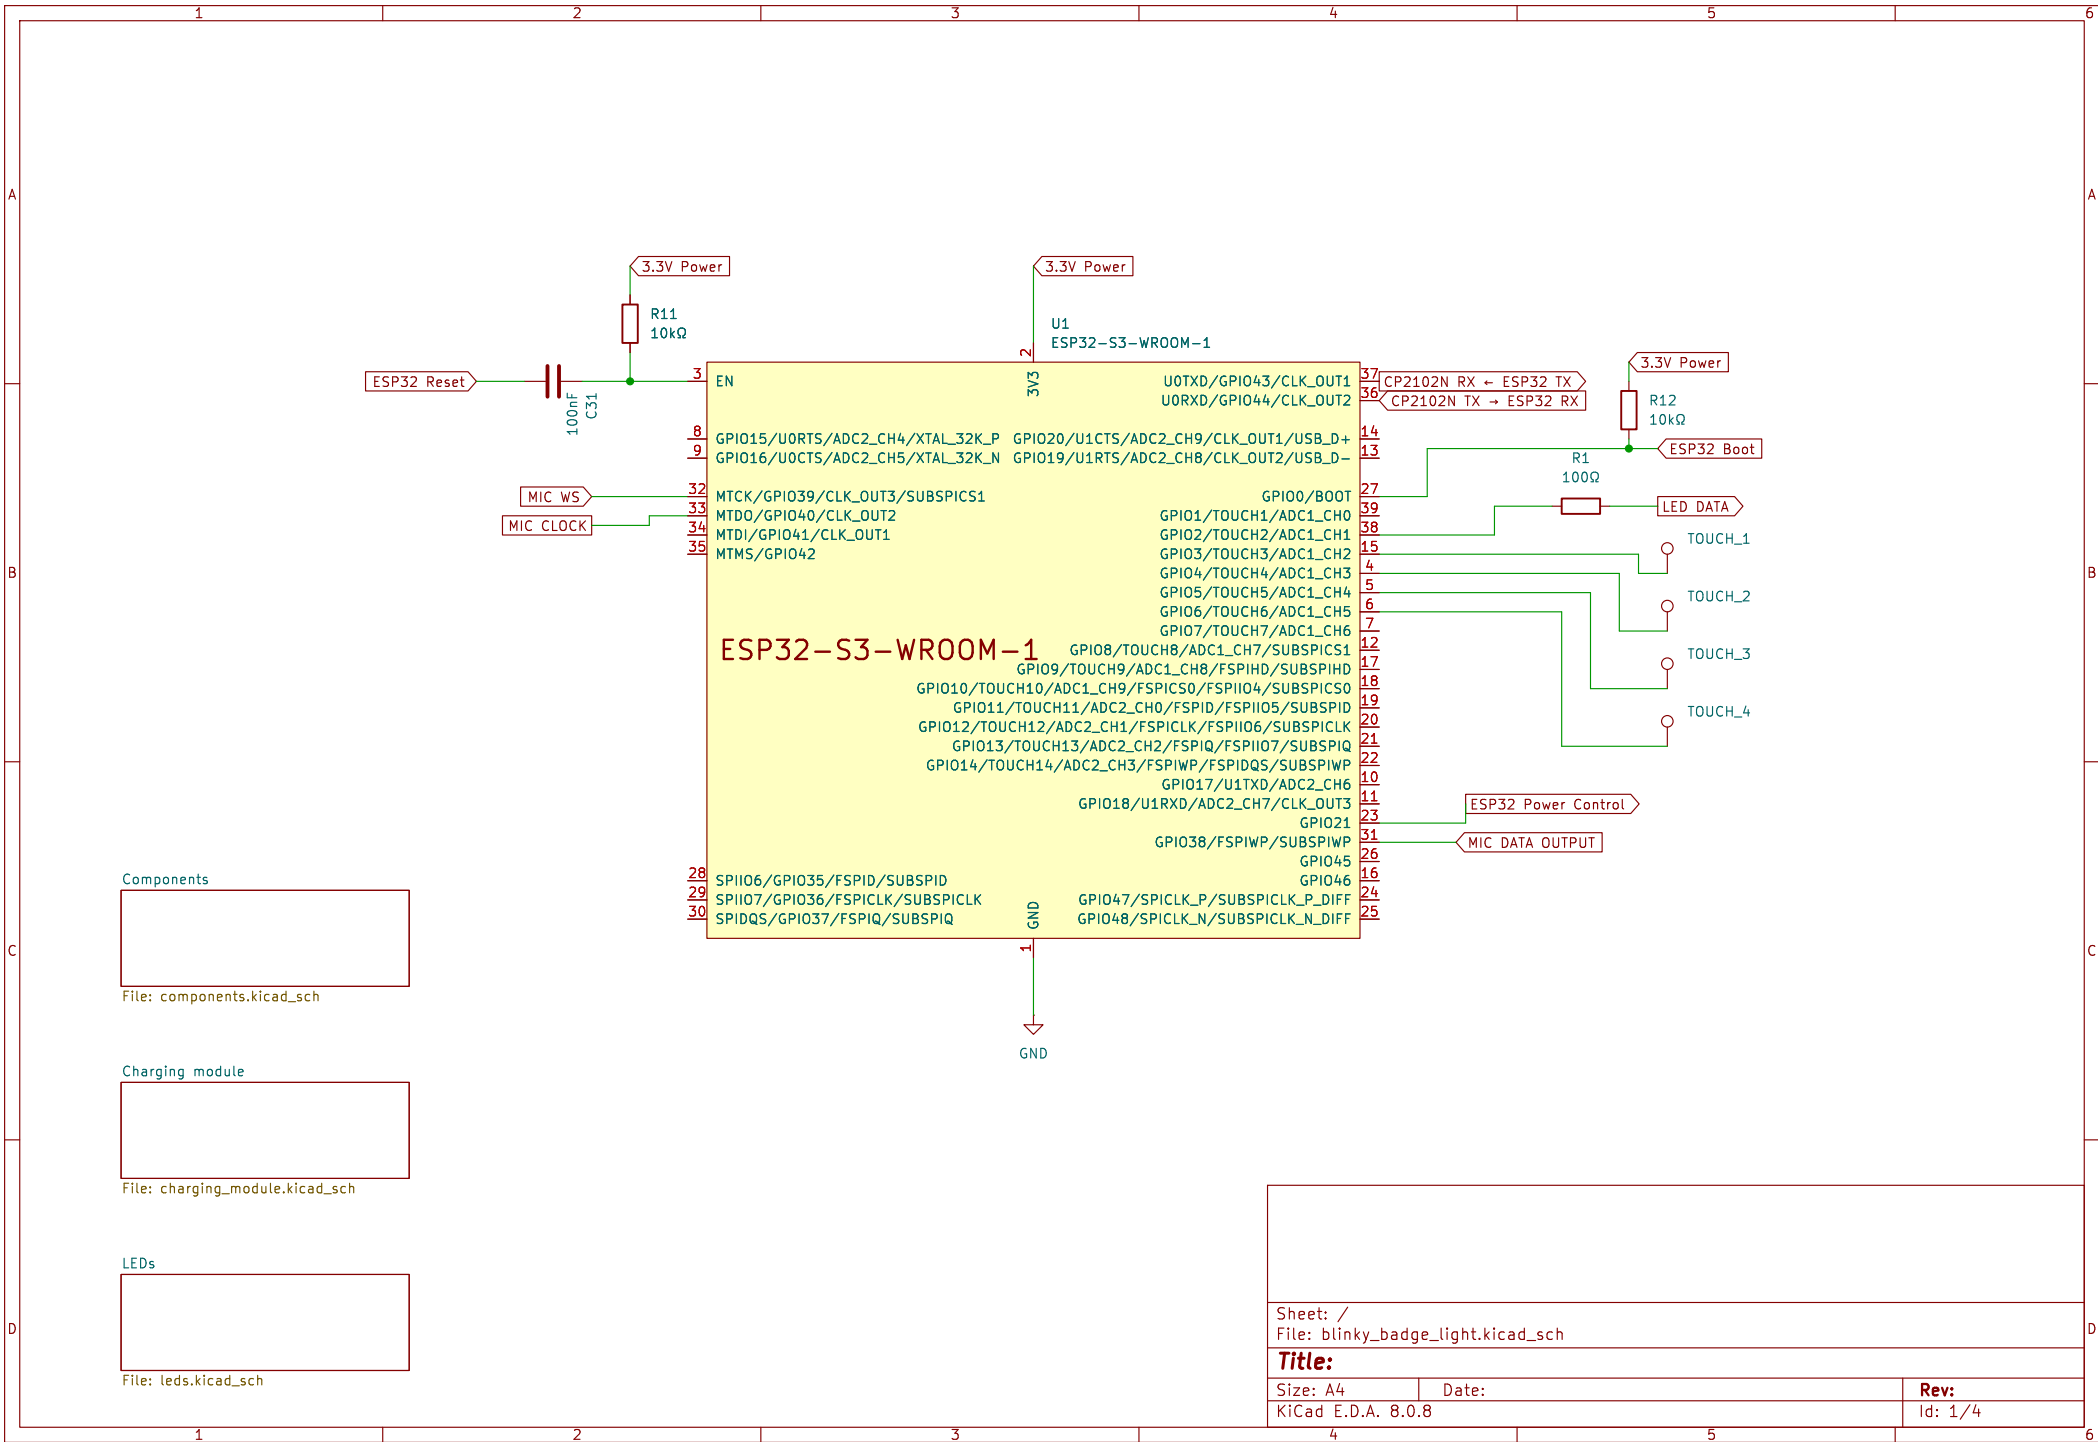 1 2 3 4 5 6
A A
3.3V Power
3.3V Power
R11
10kΩ
U1
ESP32-S3-WROOM-1
ESP32 Reset
100nF
C31
3 EN
2
3V3
U0TXD/GPIO43/CLK_OUT1 37
CP2102N RX ← ESP32 TX
U0RXD/GPIO44/CLK_OUT2 36
CP2102N TX → ESP32 RX
3.3V Power
R12
10kΩ
ESP32 Boot
8 GPIO15/U0RTS/ADC2_CH4/XTAL_32K_P
GPIO20/U1CTS/ADC2_CH9/CLK_OUT1/USB_D+ 14
9 GPIO16/U0CTS/ADC2_CH5/XTAL_32K_N
GPIO19/U1RTS/ADC2_CH8/CLK_OUT2/USB_D- 13
R1
100Ω
MIC WS
32 MTCK/GPIO39/CLK_OUT3/SUBSPICS1
GPIO0/BOOT 27
LED DATA
MIC CLOCK
33 MTDO/GPIO40/CLK_OUT2
GPIO1/TOUCH1/ADC1_CH0 39
34 MTDI/GPIO41/CLK_OUT1
GPIO2/TOUCH2/ADC1_CH1 38
35 MTMS/GPIO42
GPIO3/TOUCH3/ADC1_CH2 15
TOUCH_1
B B
GPIO4/TOUCH4/ADC1_CH3 4
GPIO5/TOUCH5/ADC1_CH4 5
TOUCH_2
GPIO6/TOUCH6/ADC1_CH5 6
GPIO7/TOUCH7/ADC1_CH6 7
ESP32-S3-WROOM-1
GPIO8/TOUCH8/ADC1_CH7/SUBSPICS1 12
TOUCH_3
GPIO9/TOUCH9/ADC1_CH8/FSPIHD/SUBSPIHD 17
GPIO10/TOUCH10/ADC1_CH9/FSPICS0/FSPIIO4/SUBSPICS0 18
GPIO11/TOUCH11/ADC2_CH0/FSPID/FSPIIO5/SUBSPID 19
TOUCH_4
GPIO12/TOUCH12/ADC2_CH1/FSPICLK/FSPIIO6/SUBSPICLK 20
GPIO13/TOUCH13/ADC2_CH2/FSPIQ/FSPIIO7/SUBSPIQ 21
GPIO14/TOUCH14/ADC2_CH3/FSPIWP/FSPIDQS/SUBSPIWP 22
GPIO17/U1TXD/ADC2_CH6 10
GPIO18/U1RXD/ADC2_CH7/CLK_OUT3 11
ESP32 Power Control
GPIO21 23
GPIO38/FSPIWP/SUBSPIWP 31
MIC DATA OUTPUT
GPIO45 26
28 SPIIO6/GPIO35/FSPID/SUBSPID
GPIO46 16
29 SPIIO7/GPIO36/FSPICLK/SUBSPICLK
GPIO47/SPICLK_P/SUBSPICLK_P_DIFF 24
30 SPIDQS/GPIO37/FSPIQ/SUBSPIQ
GPIO48/SPICLK_N/SUBSPICLK_N_DIFF 25
GND
1
GND
C C
Components
File: components.kicad_sch
Charging module
File: charging_module.kicad_sch
LEDs
File: leds.kicad_sch
D D
Sheet: /
File: blinky_badge_light.kicad_sch
Title:
Size: A4
Date:
Rev:
KiCad E.D.A. 8.0.8
Id: 1/4
1 2 3 4 5 6